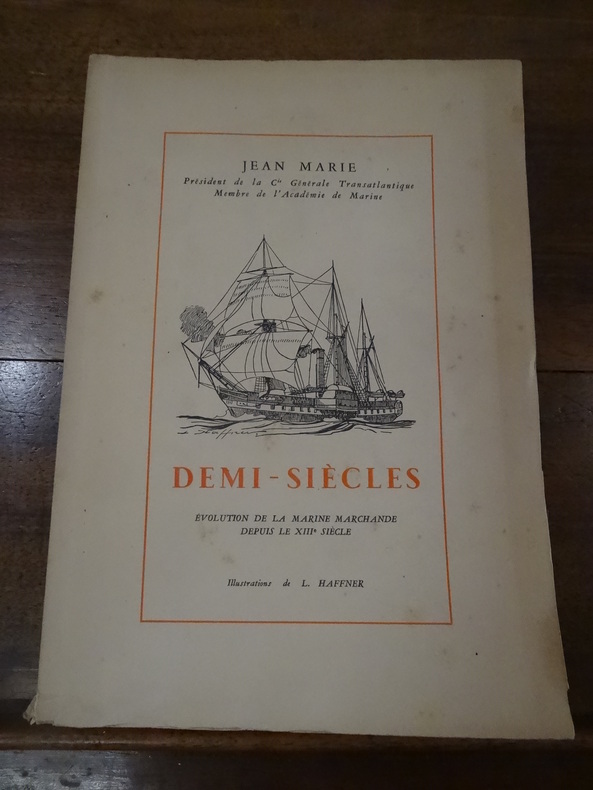 JEAN MARIE
Président de la Cie Générale Transatlantique
Membre de l'Académie de Marine
L. Haffner
DEMI-SIÈCLES
ÉVOLUTION DE LA MARINE MARCHANDE
DEPUIS LE XIIIe SIÈCLE
Illustrations de L. HAFFNER